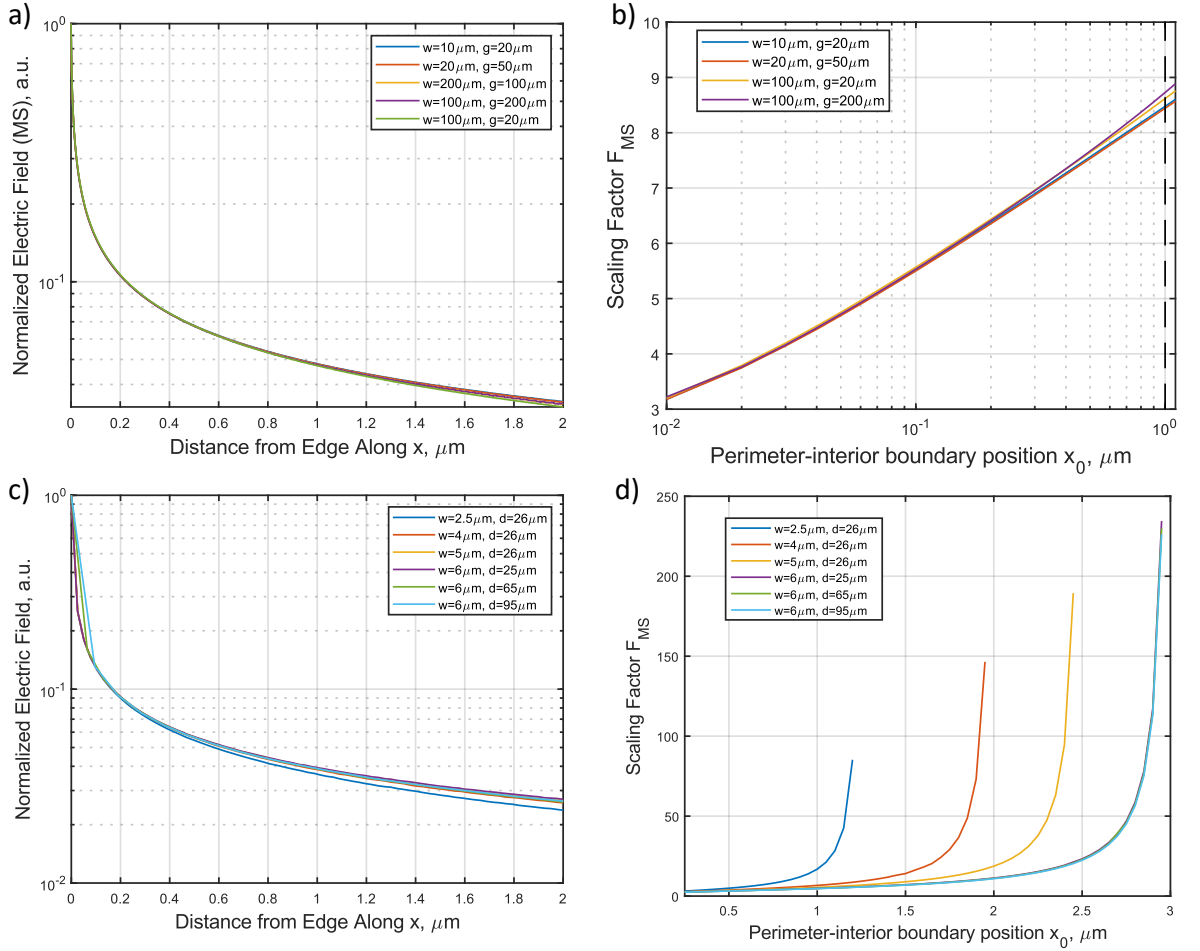 a)
Normalized Electric Field (MS), a.u.
10^0
10^-1
w=10μm, g=20μm
w=20μm, g=50μm
w=200μm, g=100μm
w=100μm, g=200μm
w=100μm, g=20μm
0 0.2 0.4 0.6 0.8 1 1.2 1.4 1.6 1.8 2
Distance from Edge Along x, μm
b)
Scaling Factor F_MS
10
9
8
7
6
5
4
3
w=10μm, g=20μm
w=20μm, g=50μm
w=100μm, g=20μm
w=100μm, g=200μm
10^-2 10^-1 10^0
Perimeter-interior boundary position x_0, μm
c)
Normalized Electric Field, a.u.
10^0
10^-1
10^-2
w=2.5μm, d=26μm
w=4μm, d=26μm
w=5μm, d=26μm
w=6μm, d=25μm
w=6μm, d=65μm
w=6μm, d=95μm
0 0.2 0.4 0.6 0.8 1 1.2 1.4 1.6 1.8 2
Distance from Edge Along x, μm
d)
Scaling Factor F_MS
250
200
150
100
50
0
w=2.5μm, d=26μm
w=4μm, d=26μm
w=5μm, d=26μm
w=6μm, d=25μm
w=6μm, d=65μm
w=6μm, d=95μm
0.5 1 1.5 2 2.5 3
Perimeter-interior boundary position x_0, μm